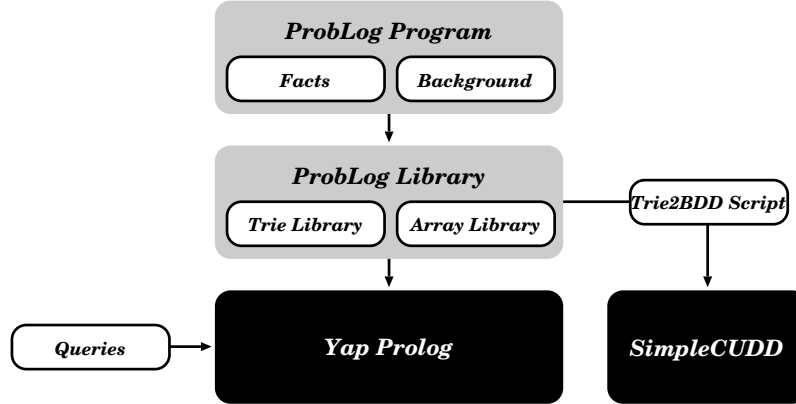 ProbLog Program
Facts
Background
ProbLog Library
Trie Library
Array Library
Trie2BDD Script
Queries
Yap Prolog
SimpleCUDD